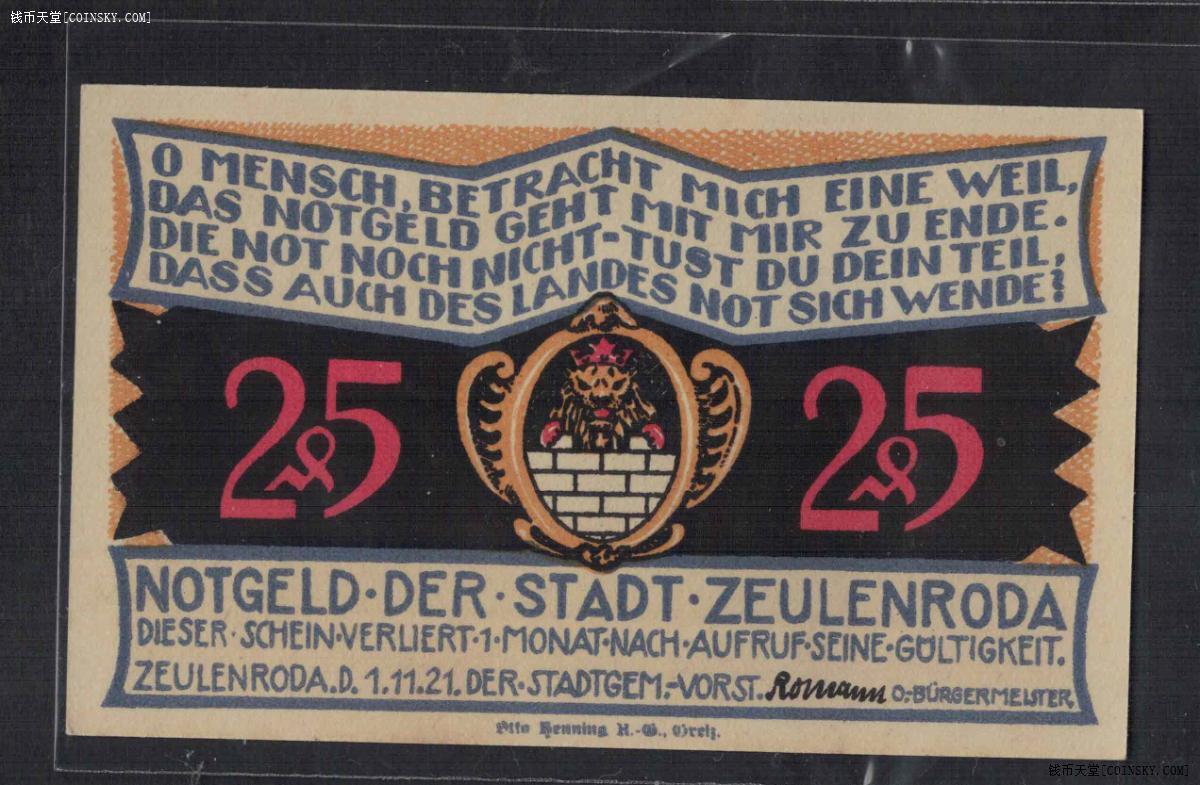 钱币天堂[COINSKY.COM]
O MENSCH, BETRACHT MICH EINE WEIL,
DAS NOTGELD GEHT MIT MIR ZU ENDE.
DIE NOT NOCH NICHT-TUST DU DEIN TEIL,
DASS AUCH DES LANDES NOT SICH WENDE?
25 25
NOTGELD·DER·STADT·ZEULENRODA
DIESER·SCHEIN·VERLIERT·1·MONAT·NACH·AUFRUF·SEINE·GÜLTIGKEIT.
ZEULENRODA.D. 1.11.21. DER·STADTGEM.-VORST. Romann O.-BÜRGERMEISTER
Otto Henning A.-G., Greiz.
钱币天堂[COINSKY.COM]